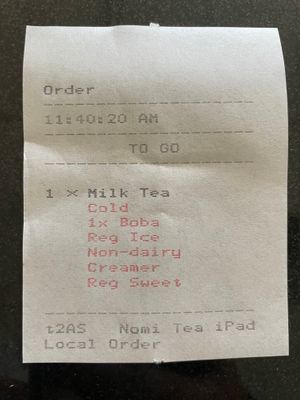 Order
11:40:20 AM
TO GO
1 × Milk Tea
Cold
1x Boba
Reg Ice
Non-dairy
Creamer
Reg Sweet
t2AS Nomi Tea iPad
Local Order